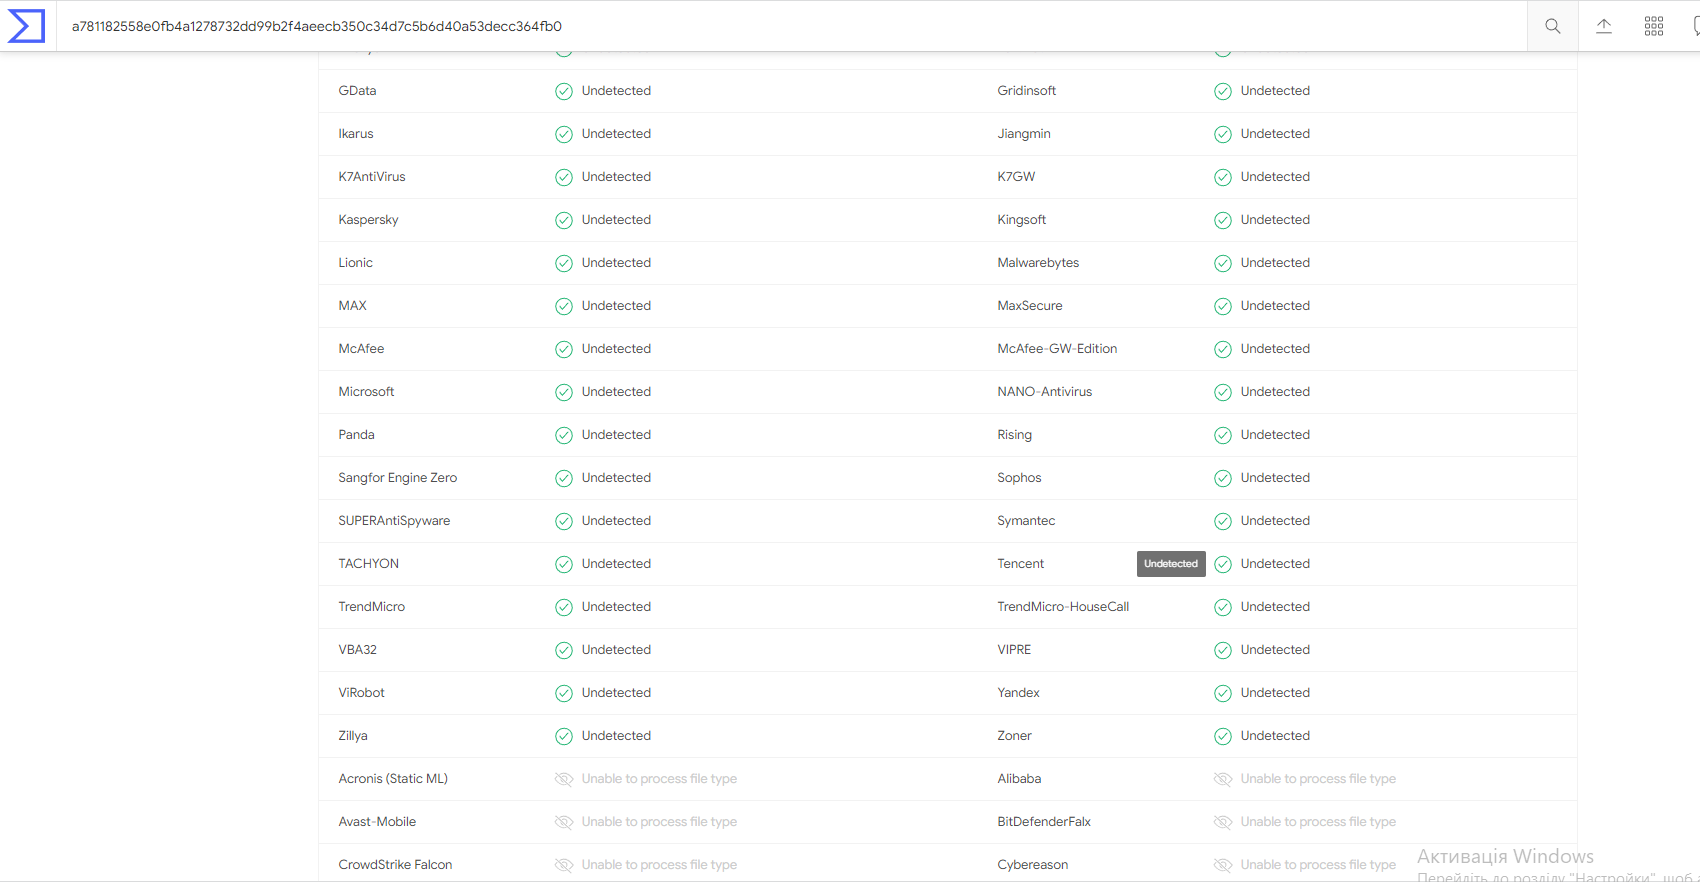 a781182558e0fb4a1278732dd99b2f4aeecb350c34d7c5b6d40a53decc364fb0
GData Undetected Gridinsoft Undetected
Ikarus Undetected Jiangmin Undetected
K7AntiVirus Undetected K7GW Undetected
Kaspersky Undetected Kingsoft Undetected
Lionic Undetected Malwarebytes Undetected
MAX Undetected MaxSecure Undetected
McAfee Undetected McAfee-GW-Edition Undetected
Microsoft Undetected NANO-Antivirus Undetected
Panda Undetected Rising Undetected
Sangfor Engine Zero Undetected Sophos Undetected
SUPERAntiSpyware Undetected Symantec Undetected
TACHYON Undetected Tencent Undetected Undetected
TrendMicro Undetected TrendMicro-HouseCall Undetected
VBA32 Undetected VIPRE Undetected
ViRobot Undetected Yandex Undetected
Zillya Undetected Zoner Undetected
Acronis (Static ML) Unable to process file type Alibaba Unable to process file type
Avast-Mobile Unable to process file type BitDefenderFalx Unable to process file type
CrowdStrike Falcon Unable to process file type Cybereason Unable to process file type
Активація Windows
Перейдіть до розділу "Настройки", щоб